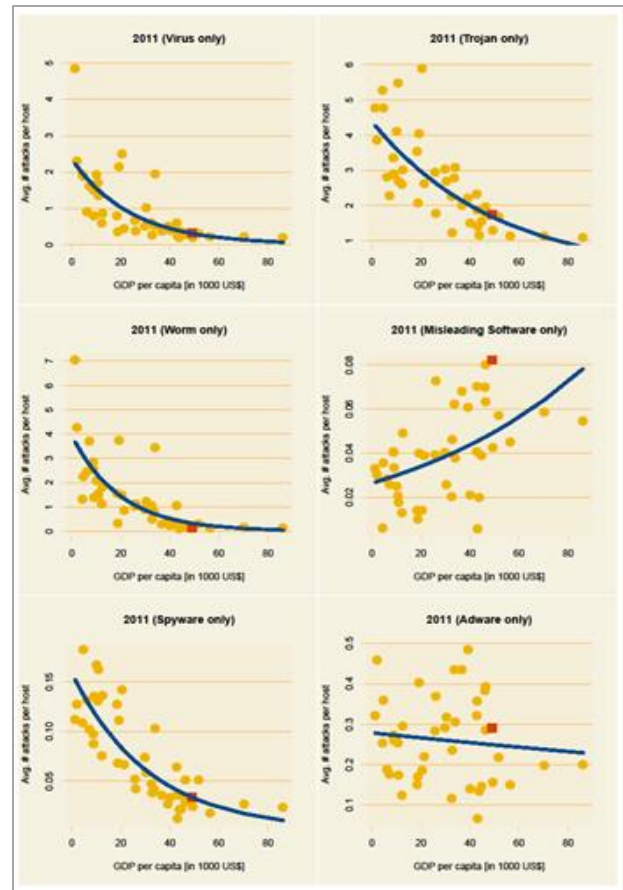 2011 (Virus only)
Avg. # attacks per host
5
4
3
2
1
0
0 20 40 60 80
GDP per capita [in 1000 US$]
2011 (Trojan only)
Avg. # attacks per host
6
5
4
3
2
1
0 20 40 60 80
GDP per capita [in 1000 US$]
2011 (Worm only)
Avg. # attacks per host
7
6
5
4
3
2
1
0
0 20 40 60 80
GDP per capita [in 1000 US$]
2011 (Misleading Software only)
Avg. # attacks per host
0.08
0.06
0.04
0.02
0 20 40 60 80
GDP per capita [in 1000 US$]
2011 (Spyware only)
Avg. # attacks per host
0.15
0.10
0.05
0 20 40 60 80
GDP per capita [in 1000 US$]
2011 (Adware only)
Avg. # attacks per host
0.5
0.4
0.3
0.2
0.1
0 20 40 60 80
GDP per capita [in 1000 US$]